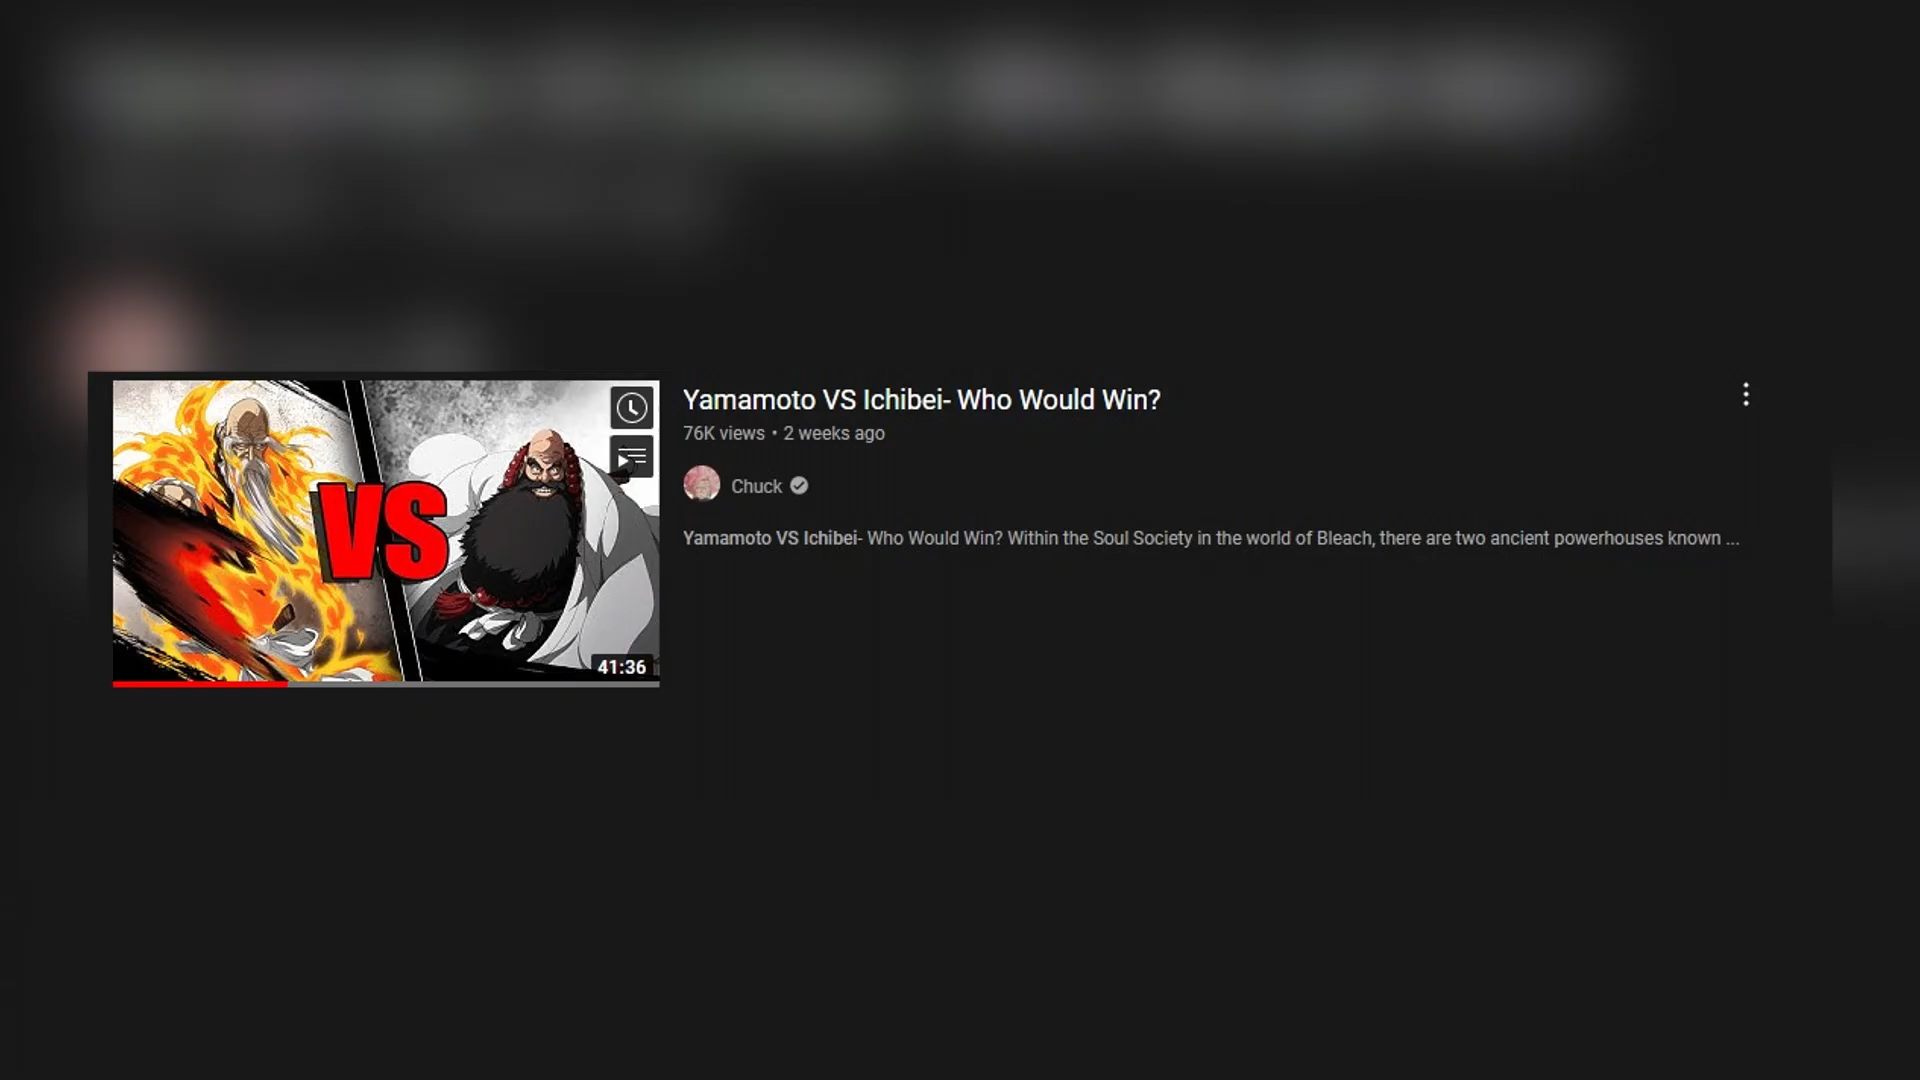 VS
41:36
Yamamoto VS Ichibei- Who Would Win?
76K views • 2 weeks ago
Chuck
Yamamoto VS Ichibei- Who Would Win? Within the Soul Society in the world of Bleach, there are two ancient powerhouses known ...